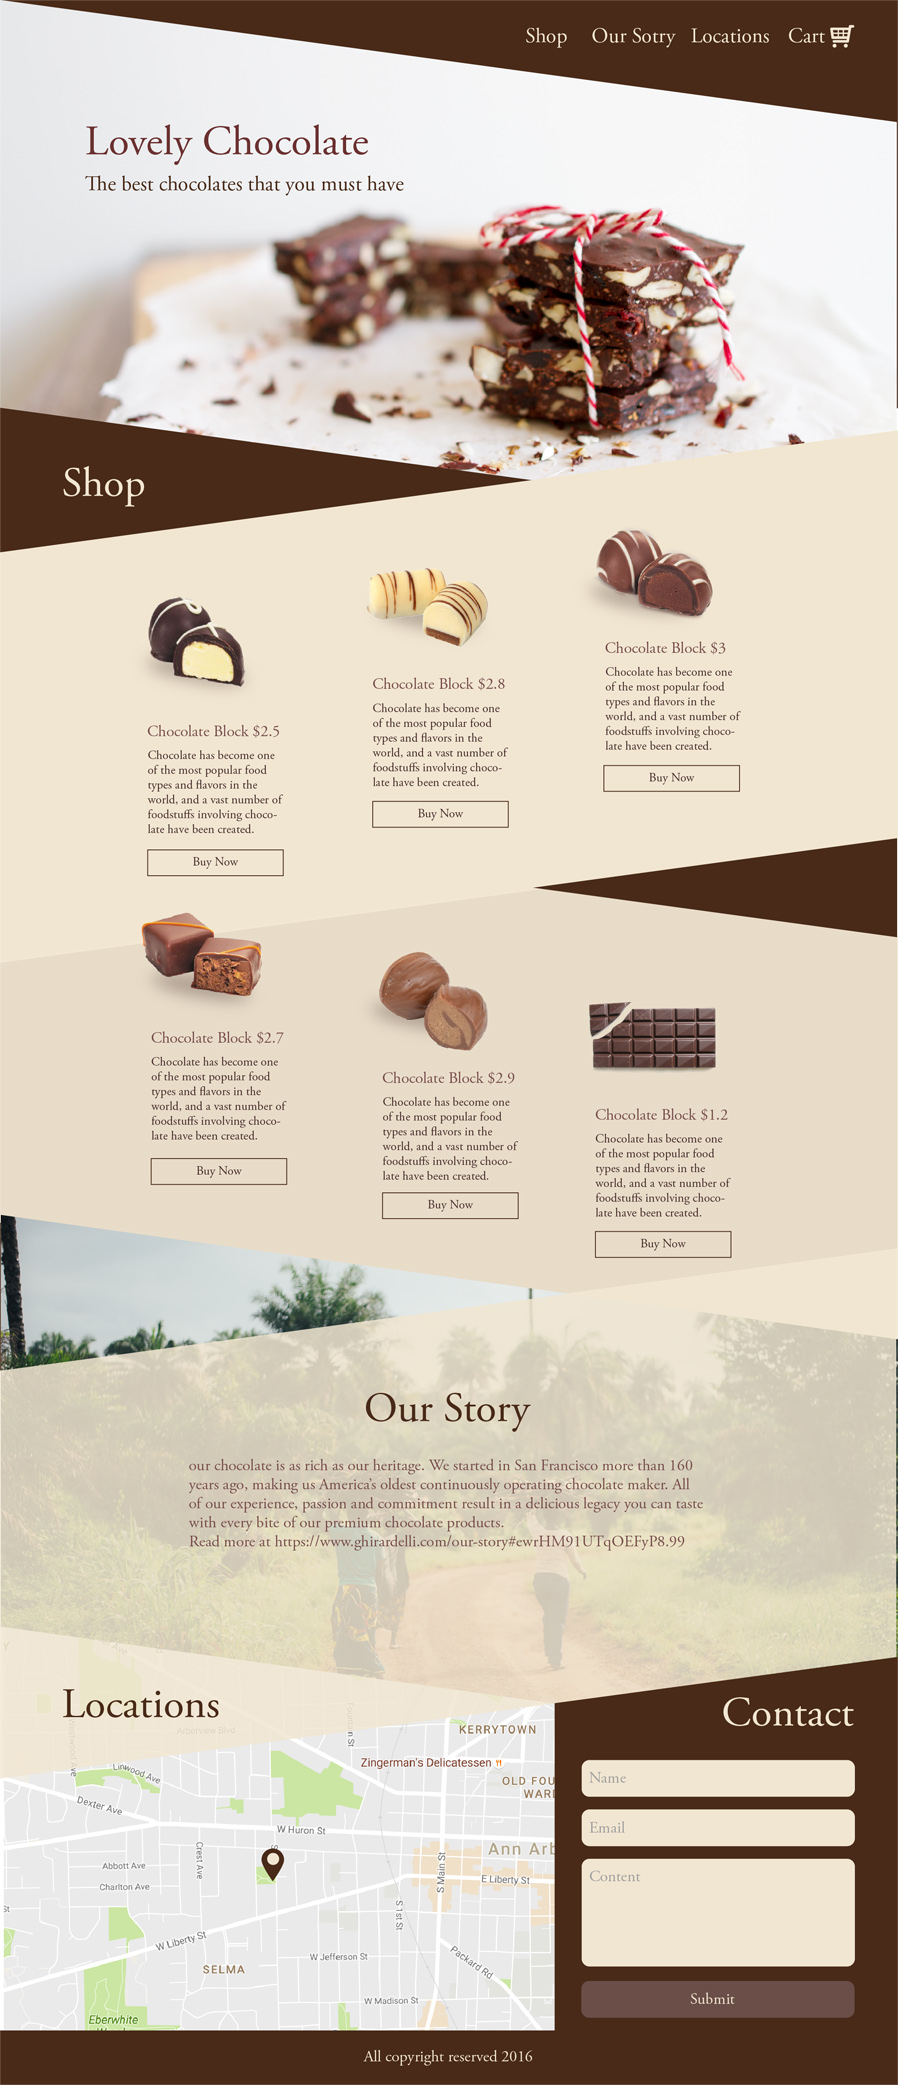 Shop Our Sotry Locations Cart
Lovely Chocolate
The best chocolates that you must have
Shop
Chocolate Block $2.5
Chocolate has become one
of the most popular food
types and flavors in the
world, and a vast number of
foodstuffs involving choco-
late have been created.
Buy Now
Chocolate Block $2.8
Chocolate has become one
of the most popular food
types and flavors in the
world, and a vast number of
foodstuffs involving choco-
late have been created.
Buy Now
Chocolate Block $3
Chocolate has become one
of the most popular food
types and flavors in the
world, and a vast number of
foodstuffs involving choco-
late have been created.
Buy Now
Chocolate Block $2.7
Chocolate has become one
of the most popular food
types and flavors in the
world, and a vast number of
foodstuffs involving choco-
late have been created.
Buy Now
Chocolate Block $2.9
Chocolate has become one
of the most popular food
types and flavors in the
world, and a vast number of
foodstuffs involving choco-
late have been created.
Buy Now
Chocolate Block $1.2
Chocolate has become one
of the most popular food
types and flavors in the
world, and a vast number of
foodstuffs involving choco-
late have been created.
Buy Now
Our Story
our chocolate is as rich as our heritage. We started in San Francisco more than 160
years ago, making us America's oldest continuously operating chocolate maker. All
of our experience, passion and commitment result in a delicious legacy you can taste
with every bite of our premium chocolate products.
Read more at https://www.ghirardelli.com/our-story#ewrHM91UTqOEFyP8.99
Locations
Arborview Blvd
KERRYTOWN
Zingerman's Delicatessen
OLD FOU
WARD
Linwood Ave
Dexter Ave
W Huron St
Ann Arb
Crest Ave
Abbott Ave
Charlton Ave
S Main St
E Liberty St
S 1st St
W Liberty St
W Jefferson St
Packard Rd
SELMA
W Madison St
Eberwhite
Contact
Name
Email
Content
Submit
All copyright reserved 2016